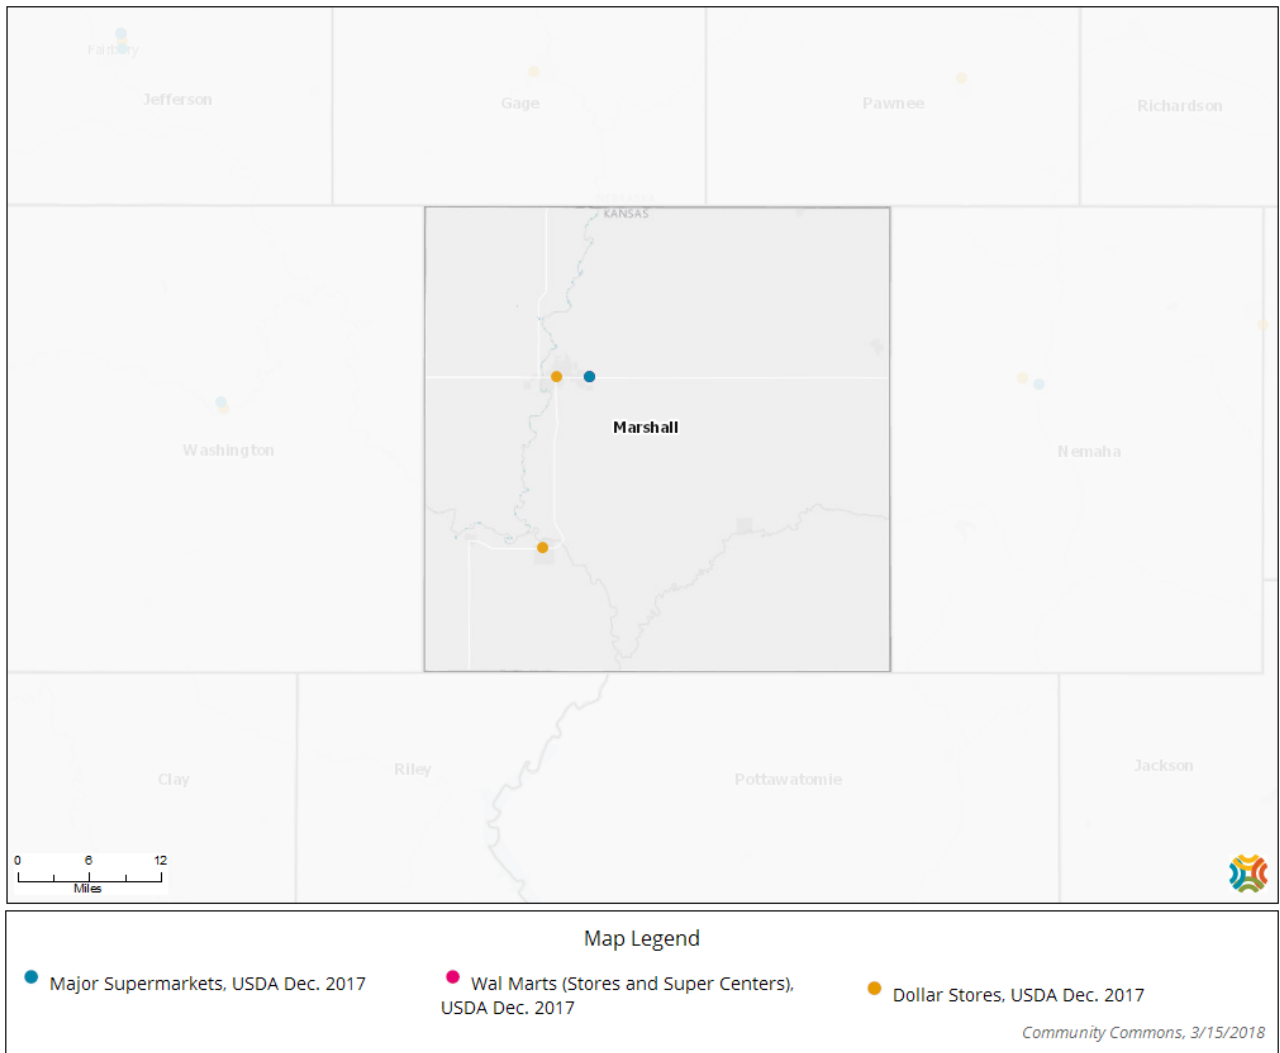 Fairbury
Jefferson
Gage
Pawnee
Richardson
NEBRASKA
KANSAS
Marshall
Washington
Nemaha
Clay
Riley
Pottawatomie
Jackson
0 6 12
Miles
Map Legend
Major Supermarkets, USDA Dec. 2017
Wal Marts (Stores and Super Centers),
USDA Dec. 2017
Dollar Stores, USDA Dec. 2017
Community Commons, 3/15/2018